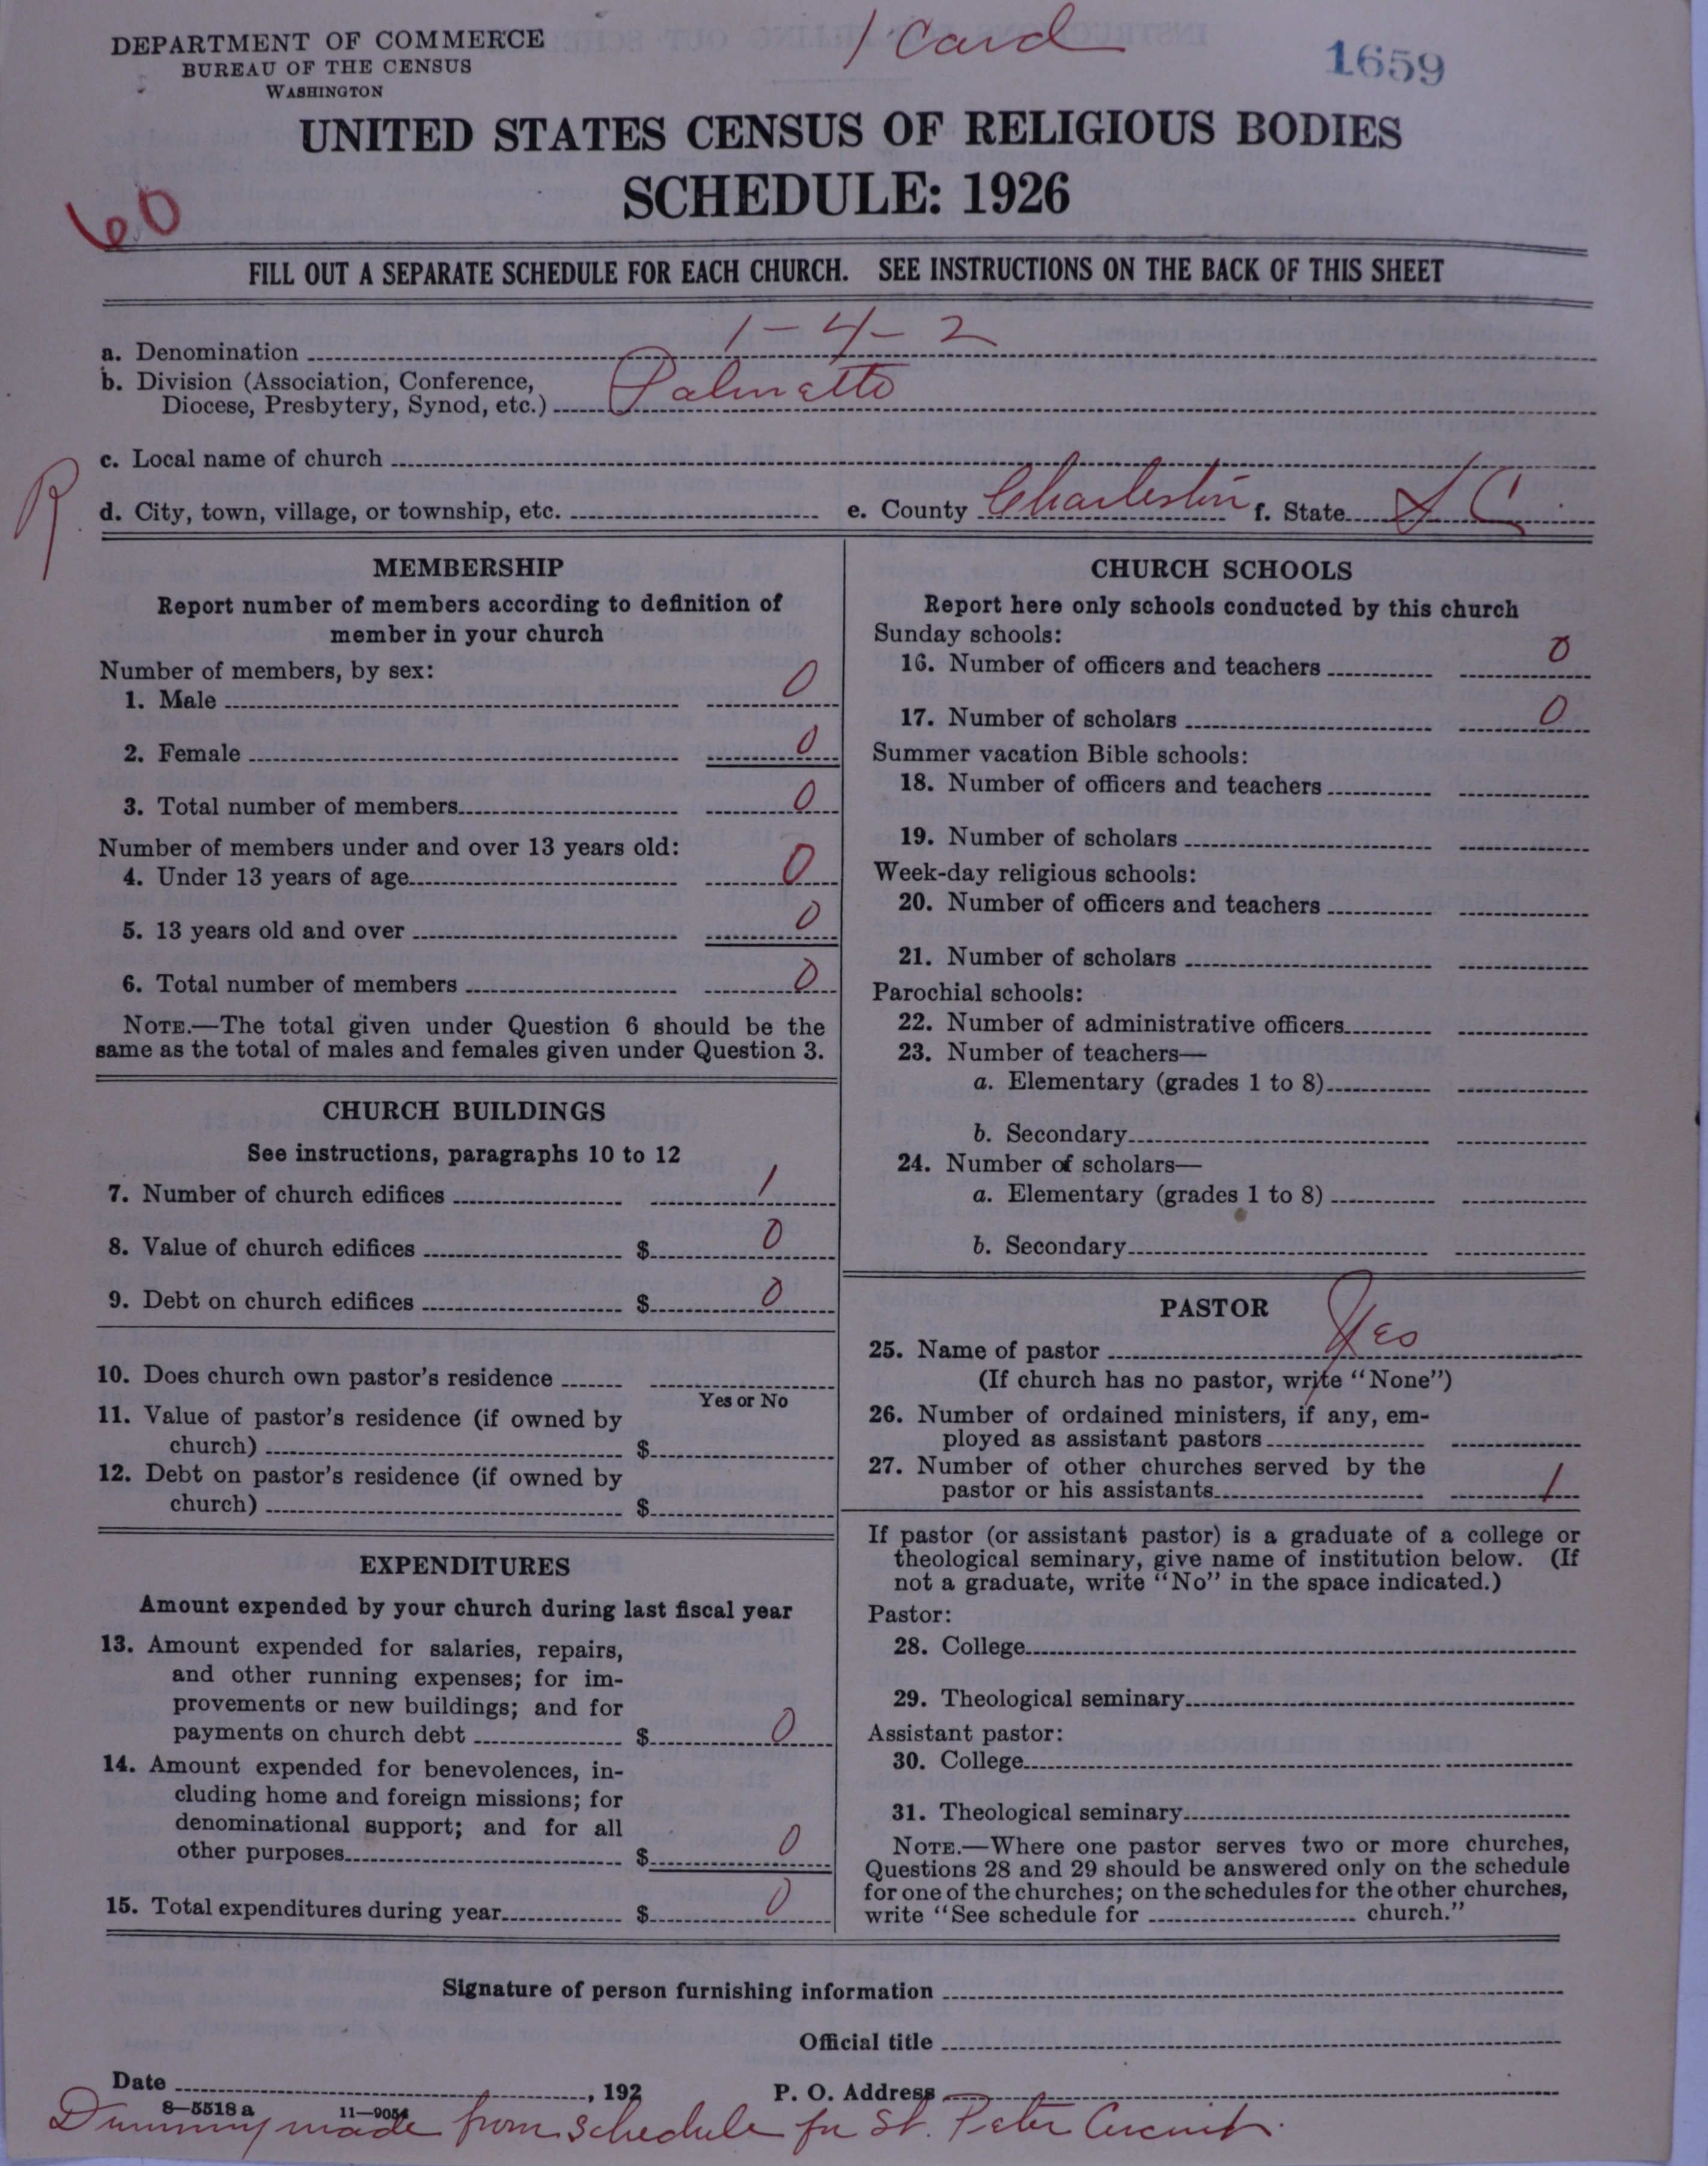 1 Card
1659
DEPARTMENT OF COMMERCE
BUREAU OF THE CENSUS
WASHINGTON
UNITED STATES CENSUS OF RELIGIOUS BODIES
SCHEDULE: 1926
60
FILL OUT A SEPARATE SCHEDULE FOR EACH CHURCH. SEE INSTRUCTIONS ON THE BACK OF THIS SHEET
a. Denomination 1-4-2
b. Division (Association, Conference,
Diocese, Presbytery, Synod, etc.) Palmetto
R
c. Local name of church
d. City, town, village, or township, etc. e. County Charleston f. State S C
MEMBERSHIP
Report number of members according to definition of
member in your church
Number of members, by sex:
1. Male 0
2. Female 0
3. Total number of members 0
Number of members under and over 13 years old:
4. Under 13 years of age 0
5. 13 years old and over 0
6. Total number of members 0
NOTE.—The total given under Question 6 should be the
same as the total of males and females given under Question 3.
CHURCH BUILDINGS
See instructions, paragraphs 10 to 12
7. Number of church edifices 1
8. Value of church edifices $ 0
9. Debt on church edifices $ 0
10. Does church own pastor's residence
Yes or No
11. Value of pastor's residence (if owned by
church) $
12. Debt on pastor's residence (if owned by
church) $
EXPENDITURES
Amount expended by your church during last fiscal year
13. Amount expended for salaries, repairs,
and other running expenses; for im-
provements or new buildings; and for
payments on church debt $ 0
14. Amount expended for benevolences, in-
cluding home and foreign missions; for
denominational support; and for all
other purposes $ 0
15. Total expenditures during year $ 0
CHURCH SCHOOLS
Report here only schools conducted by this church
Sunday schools:
16. Number of officers and teachers 0
17. Number of scholars 0
Summer vacation Bible schools:
18. Number of officers and teachers
19. Number of scholars
Week-day religious schools:
20. Number of officers and teachers
21. Number of scholars
Parochial schools:
22. Number of administrative officers
23. Number of teachers—
a. Elementary (grades 1 to 8)
b. Secondary
24. Number of scholars—
a. Elementary (grades 1 to 8)
b. Secondary
PASTOR
25. Name of pastor Yes
(If church has no pastor, write "None")
26. Number of ordained ministers, if any, em-
ployed as assistant pastors
27. Number of other churches served by the
pastor or his assistants 1
If pastor (or assistant pastor) is a graduate of a college or
theological seminary, give name of institution below. (If
not a graduate, write "No" in the space indicated.)
Pastor:
28. College
29. Theological seminary
Assistant pastor:
30. College
31. Theological seminary
NOTE.—Where one pastor serves two or more churches,
Questions 28 and 29 should be answered only on the schedule
for one of the churches; on the schedules for the other churches,
write "See schedule for church."
Signature of person furnishing information
Official title
Date , 192 P. O. Address
8—5518 a 11—9054
Dummy made from schedule for St. Peter Circuit.